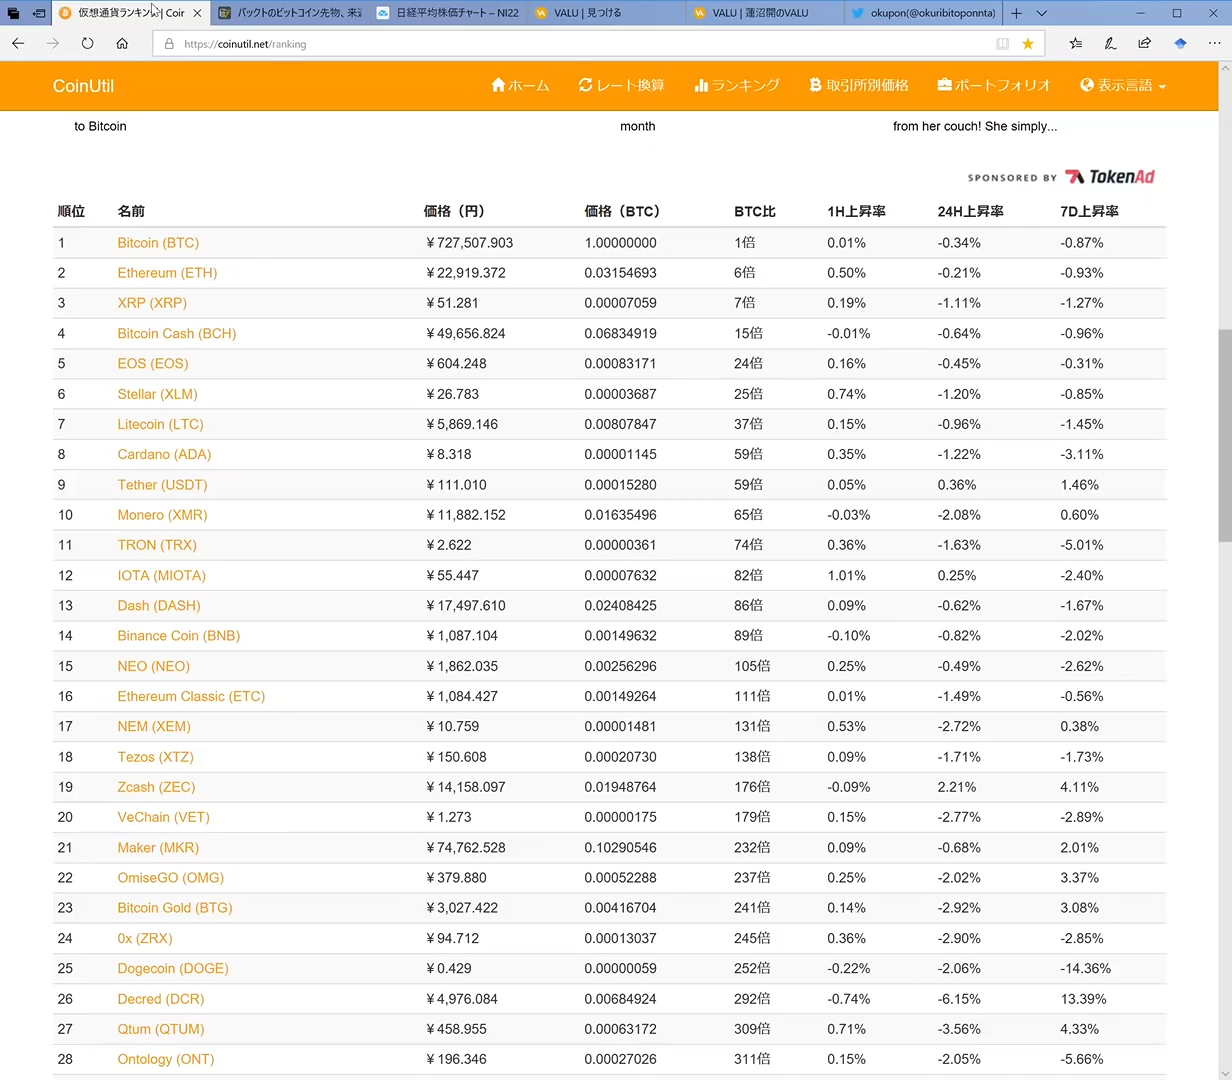 仮想通貨ランキング | Coir
バックトのビットコイン先物、来
日経平均株価チャート – NI22
VALU | 見つける
VALU | 蓮沼開のVALU
okupon(@okuribitoponnta)
https://coinutil.net/ranking
CoinUtil ホーム レート換算 ランキング 取引所別価格 ポートフォリオ 表示言語
to Bitcoin month from her couch! She simply...
SPONSORED BY TokenAd
順位 名前 価格（円） 価格（BTC） BTC比 1H上昇率 24H上昇率 7D上昇率
1 Bitcoin (BTC) ￥727,507.903 1.00000000 1倍 0.01% -0.34% -0.87%
2 Ethereum (ETH) ￥22,919.372 0.03154693 6倍 0.50% -0.21% -0.93%
3 XRP (XRP) ￥51.281 0.00007059 7倍 0.19% -1.11% -1.27%
4 Bitcoin Cash (BCH) ￥49,656.824 0.06834919 15倍 -0.01% -0.64% -0.96%
5 EOS (EOS) ￥604.248 0.00083171 24倍 0.16% -0.45% -0.31%
6 Stellar (XLM) ￥26.783 0.00003687 25倍 0.74% -1.20% -0.85%
7 Litecoin (LTC) ￥5,869.146 0.00807847 37倍 0.15% -0.96% -1.45%
8 Cardano (ADA) ￥8.318 0.00001145 59倍 0.35% -1.22% -3.11%
9 Tether (USDT) ￥111.010 0.00015280 59倍 0.05% 0.36% 1.46%
10 Monero (XMR) ￥11,882.152 0.01635496 65倍 -0.03% -2.08% 0.60%
11 TRON (TRX) ￥2.622 0.00000361 74倍 0.36% -1.63% -5.01%
12 IOTA (MIOTA) ￥55.447 0.00007632 82倍 1.01% 0.25% -2.40%
13 Dash (DASH) ￥17,497.610 0.02408425 86倍 0.09% -0.62% -1.67%
14 Binance Coin (BNB) ￥1,087.104 0.00149632 89倍 -0.10% -0.82% -2.02%
15 NEO (NEO) ￥1,862.035 0.00256296 105倍 0.25% -0.49% -2.62%
16 Ethereum Classic (ETC) ￥1,084.427 0.00149264 111倍 0.01% -1.49% -0.56%
17 NEM (XEM) ￥10.759 0.00001481 131倍 0.53% -2.72% 0.38%
18 Tezos (XTZ) ￥150.608 0.00020730 138倍 0.09% -1.71% -1.73%
19 Zcash (ZEC) ￥14,158.097 0.01948764 176倍 -0.09% 2.21% 4.11%
20 VeChain (VET) ￥1.273 0.00000175 179倍 0.15% -2.77% -2.89%
21 Maker (MKR) ￥74,762.528 0.10290546 232倍 0.09% -0.68% 2.01%
22 OmiseGO (OMG) ￥379.880 0.00052288 237倍 0.25% -2.02% 3.37%
23 Bitcoin Gold (BTG) ￥3,027.422 0.00416704 241倍 0.14% -2.92% 3.08%
24 0x (ZRX) ￥94.712 0.00013037 245倍 0.36% -2.90% -2.85%
25 Dogecoin (DOGE) ￥0.429 0.00000059 252倍 -0.22% -2.06% -14.36%
26 Decred (DCR) ￥4,976.084 0.00684924 292倍 -0.74% -6.15% 13.39%
27 Qtum (QTUM) ￥458.955 0.00063172 309倍 0.71% -3.56% 4.33%
28 Ontology (ONT) ￥196.346 0.00027026 311倍 0.15% -2.05% -5.66%